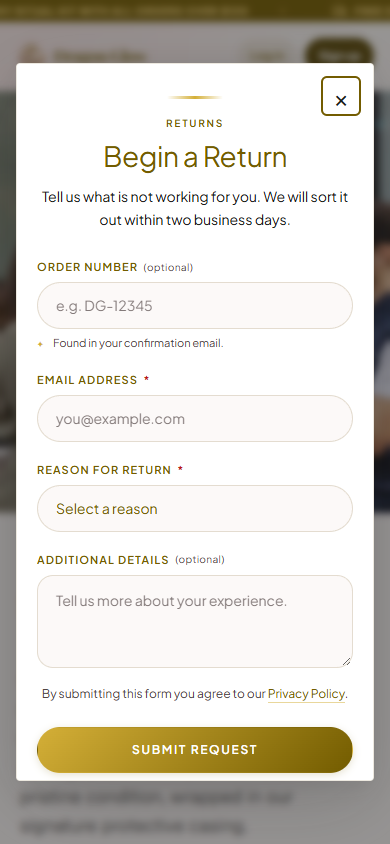 ×
RETURNS
Begin a Return
Tell us what is not working for you. We will sort it
out within two business days.
ORDER NUMBER (optional)
e.g. DG-12345
✦ Found in your confirmation email.
EMAIL ADDRESS *
you@example.com
REASON FOR RETURN *
Select a reason
ADDITIONAL DETAILS (optional)
Tell us more about your experience.
By submitting this form you agree to our Privacy Policy.
SUBMIT REQUEST
pristine condition, wrapped in our
signature protective casing.